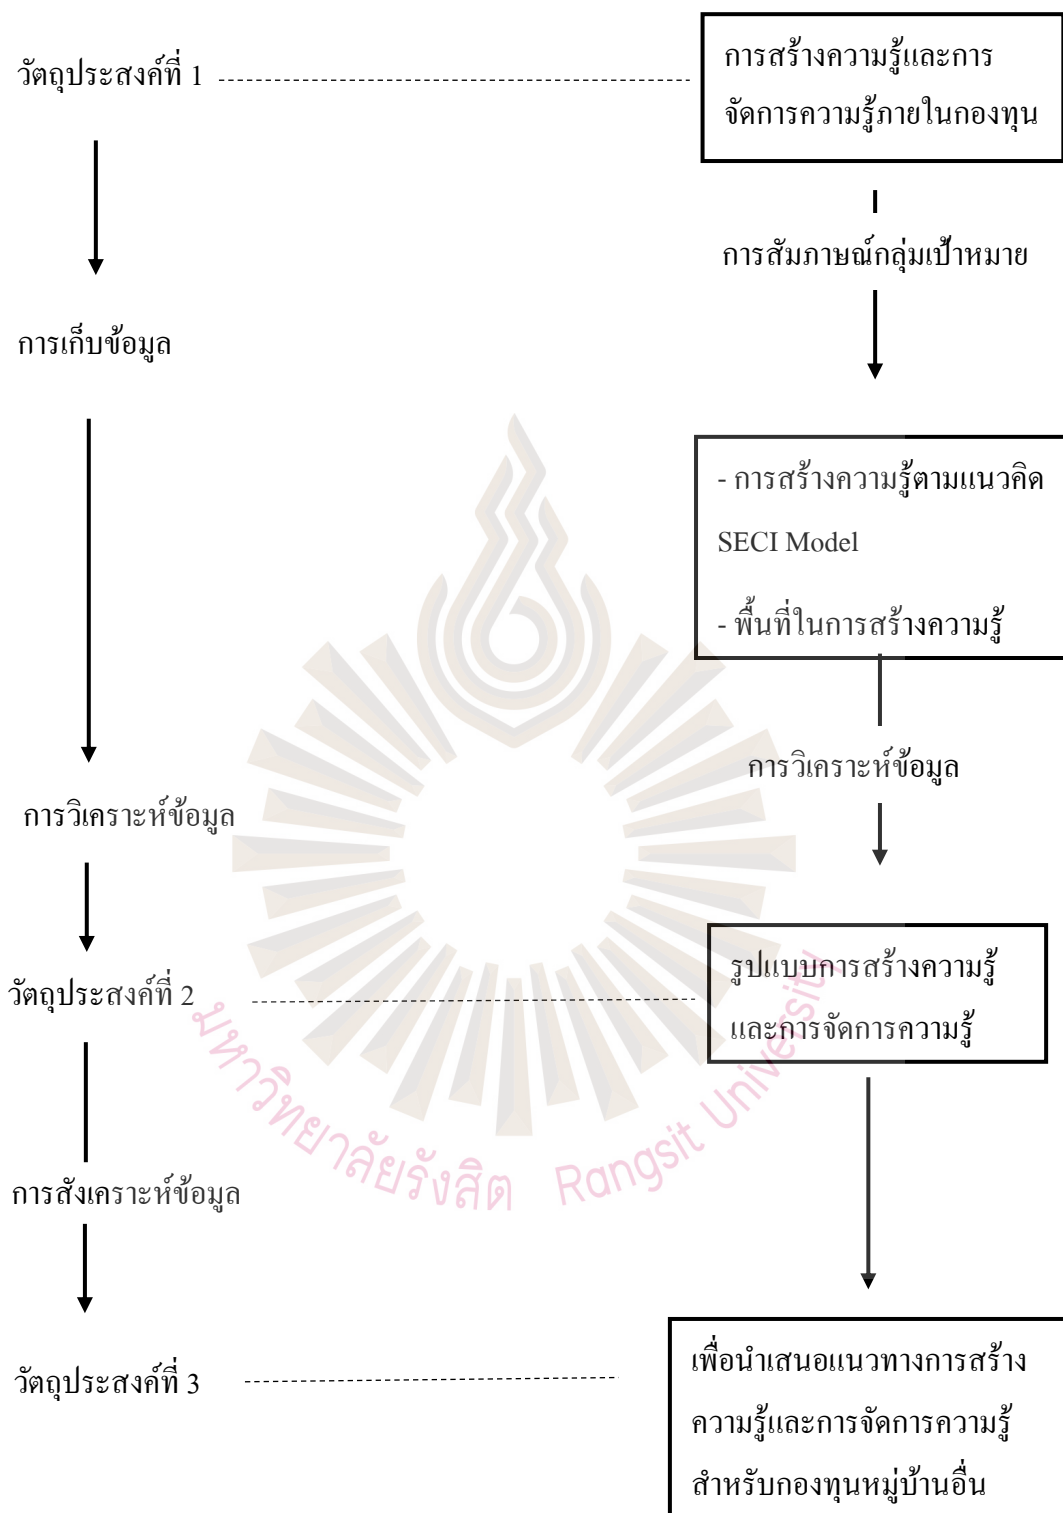 วัตถุประสงค์ที่ 1
การสร้างความรู้และการ
จัดการความรู้ภายในกองทุน
การสัมภาษณ์กลุ่มเป้าหมาย
การเก็บข้อมูล
- การสร้างความรู้ตามแนวคิด
SECI Model
- พื้นที่ในการสร้างความรู้
การวิเคราะห์ข้อมูล
การวิเคราะห์ข้อมูล
วัตถุประสงค์ที่ 2
รูปแบบการสร้างความรู้
และการจัดการความรู้
มหาวิทยาลัยรังสิต Rangsit University
การสังเคราะห์ข้อมูล
วัตถุประสงค์ที่ 3
เพื่อนำเสนอแนวทางการสร้าง
ความรู้และการจัดการความรู้
สำหรับกองทุนหมู่บ้านอื่น